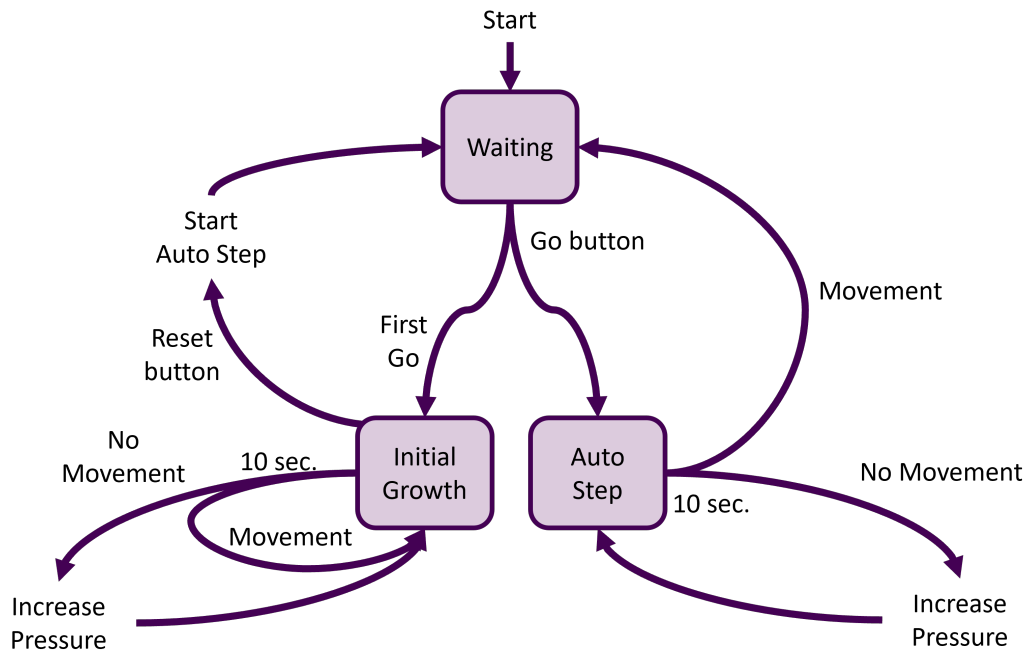 Start
Waiting
Start
Auto Step
Go button
Movement
First
Go
Reset
button
No
Movement
10 sec.
Initial
Growth
Auto
Step
No Movement
10 sec.
Movement
Increase
Pressure
Increase
Pressure